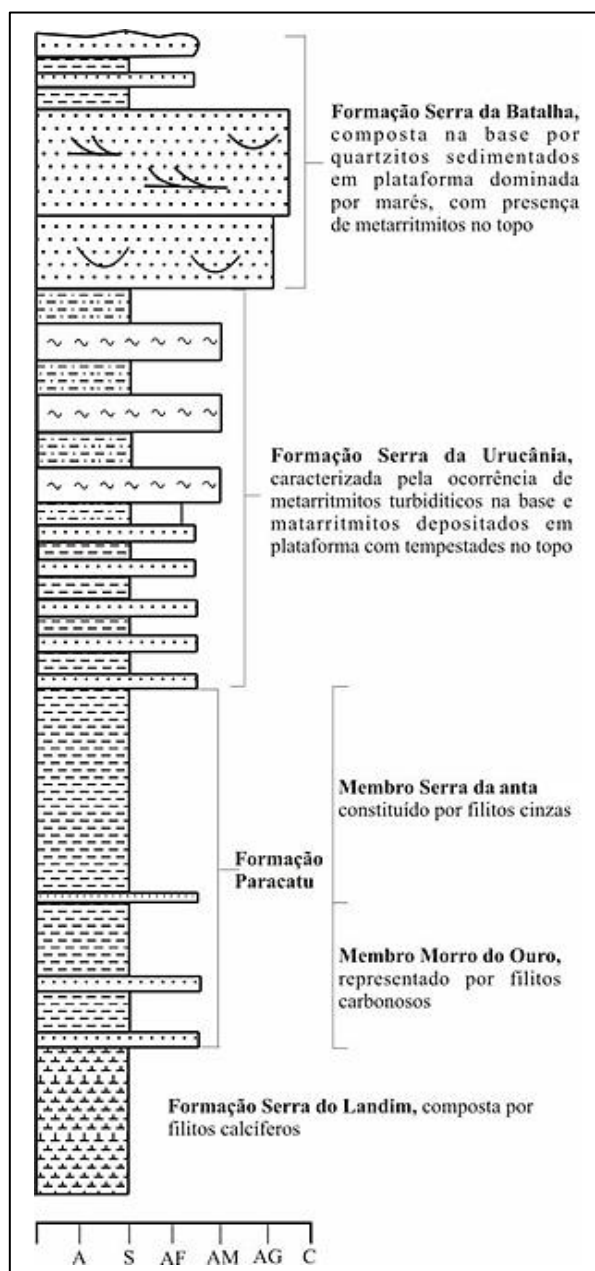 Formação Serra da Batalha,
composta na base por
quartzitos sedimentados
em plataforma dominada
por marés, com presença
de metarritmitos no topo
Formação Serra da Urucânia,
caracterizada pela ocorrência de
metarritmitos turbidíticos na base e
matarritmitos depositados em
plataforma com tempestades no topo
Membro Serra da anta
constituído por filitos cinzas
Formação
Paracatu
Membro Morro do Ouro,
representado por filitos
carbonosos
Formação Serra do Landim, composta por
filitos calcíferos
A S AF AM AG C